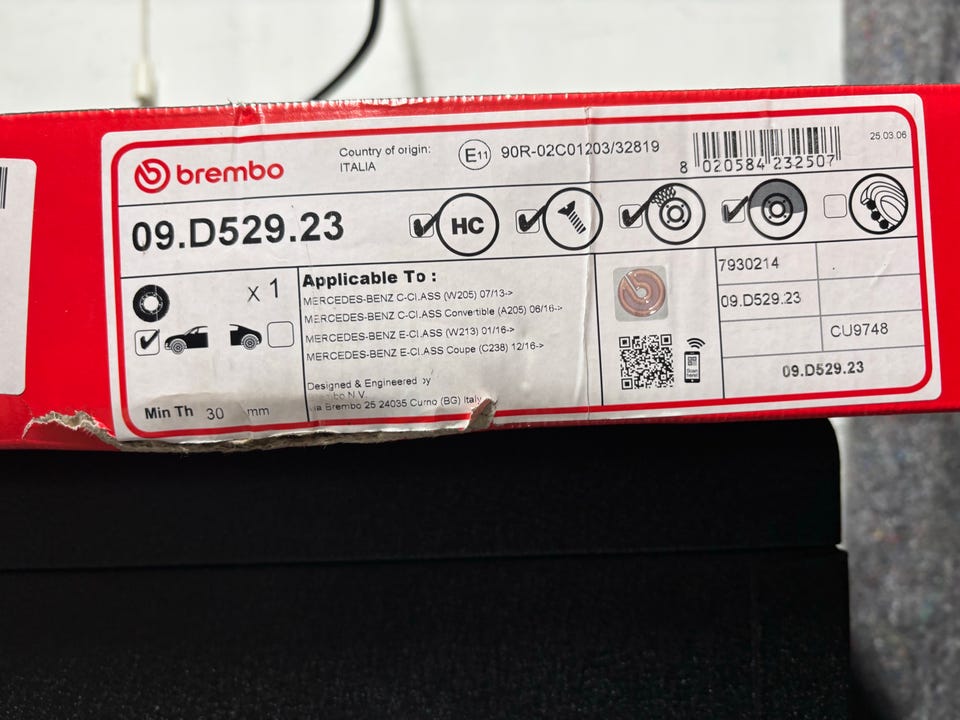 brembo
Country of origin:
ITALIA
E11 90R-02C01203/32819
8 020584 232507
25.03.06
09.D529.23
HC
x 1
Applicable To :
MERCEDES-BENZ C-CLASS (W205) 07/13->
MERCEDES-BENZ C-CLASS Convertible (A205) 06/16->
MERCEDES-BENZ E-CLASS (W213) 01/16->
MERCEDES-BENZ E-CLASS Coupe (C238) 12/16->
Designed & Engineered by
N.V.
Brembo 25 24035 Curno (BG) Italy
Min Th 30 mm
7930214
09.D529.23
CU9748
09.D529.23
Scan here!